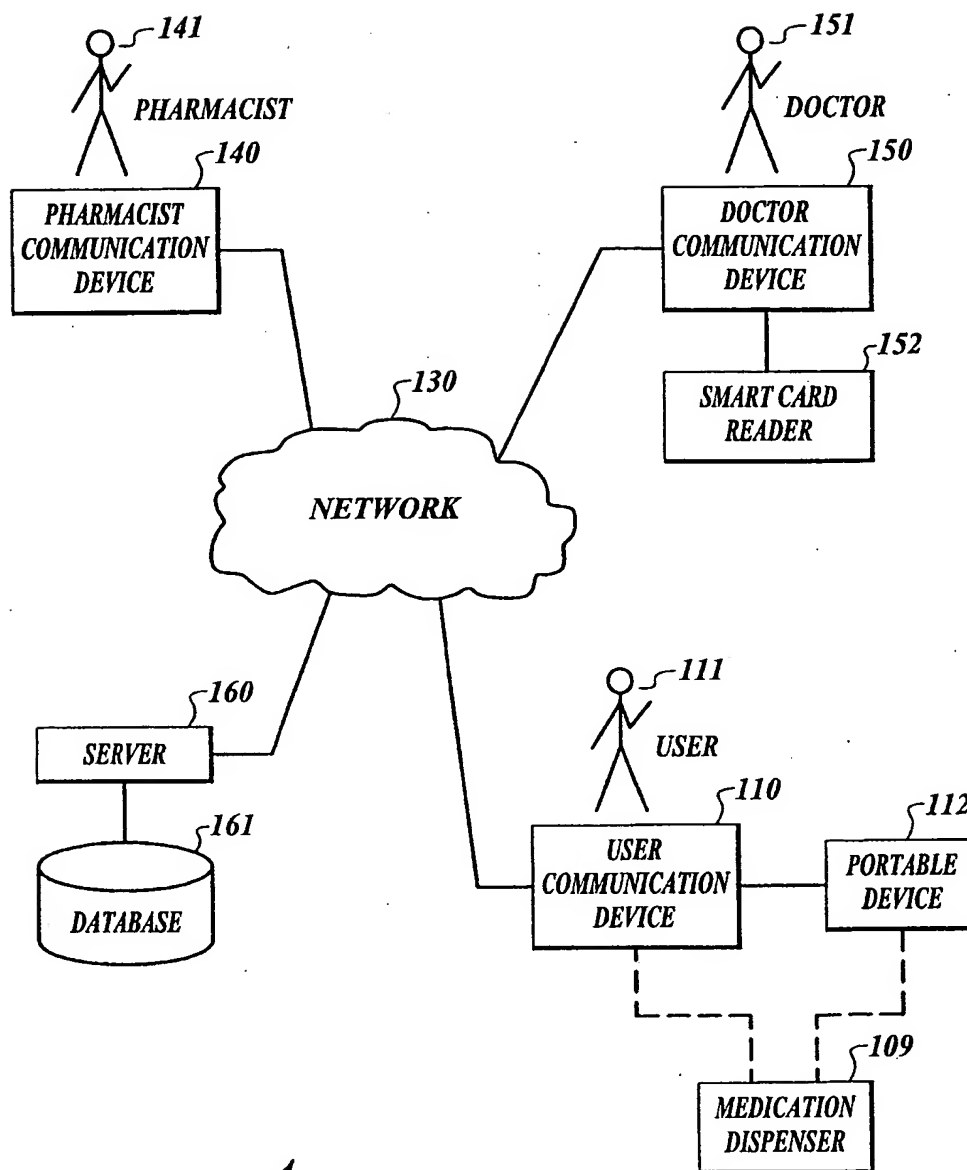 141
PHARMACIST
140
PHARMACIST
COMMUNICATION
DEVICE
151
DOCTOR
150
DOCTOR
COMMUNICATION
DEVICE
152
SMART CARD
READER
130
NETWORK
160
SERVER
161
DATABASE
111
USER
110
USER
COMMUNICATION
DEVICE
112
PORTABLE
DEVICE
109
MEDICATION
DISPENSER